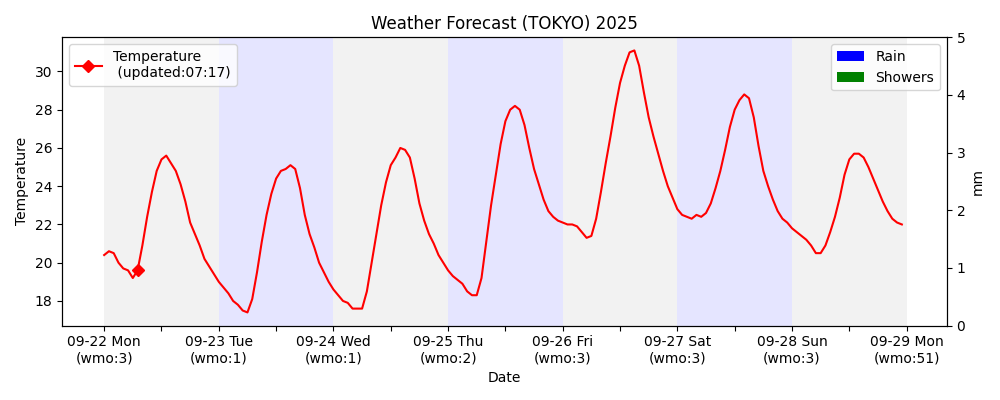 Weather Forecast (TOKYO) 2025
Temperature
(updated:07:17)
Rain
Showers
Temperature
30
28
26
24
22
20
18
5
4
3
2
1
0
mm
09-22 Mon
(wmo:3)
09-23 Tue
(wmo:1)
09-24 Wed
(wmo:1)
09-25 Thu
(wmo:2)
09-26 Fri
(wmo:3)
09-27 Sat
(wmo:3)
09-28 Sun
(wmo:3)
09-29 Mon
(wmo:51)
Date